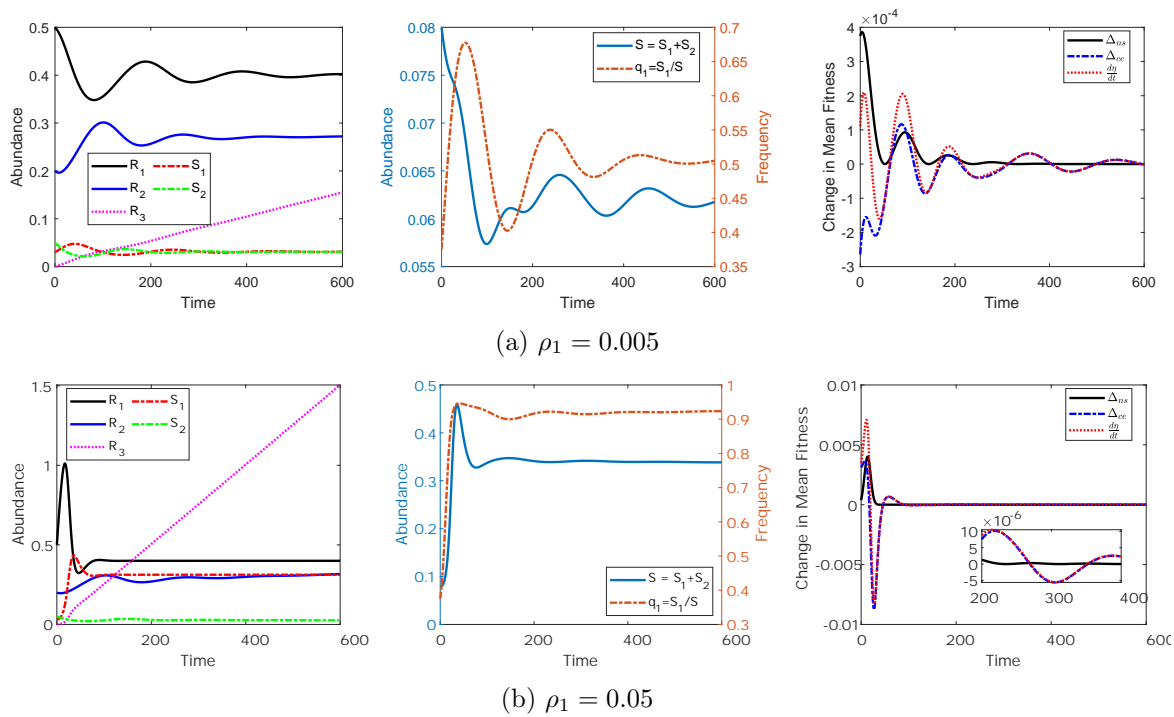 ×10⁻⁴
0.5
0.4
0.3
0.2
0.1
0
Abundance
R₁ S₁
R₂ S₂
R₃
0 200 400 600
Time
0.08
0.075
0.07
0.065
0.06
0.055
Abundance
S = S₁+S₂
q₁=S₁/S
0.7
0.65
0.6
0.55
0.5
0.45
0.4
0.35
Frequency
0 200 400 600
Time
4
3
2
1
0
-1
-2
-3
Change in Mean Fitness
Δₙₛ
Δ_ce
dη/dt
0 200 400 600
Time
(a) ρ₁ = 0.005
1.5
1
0.5
0
Abundance
R₁ S₁
R₂ S₂
R₃
0 200 400 600
Time
0.5
0.4
0.3
0.2
0.1
0
Abundance
S = S₁+S₂
q₁=S₁/S
1
0.9
0.8
0.7
0.6
0.5
0.4
0.3
Frequency
0 200 400 600
Time
0.01
0.005
0
-0.005
-0.01
Change in Mean Fitness
Δₙₛ
Δ_ce
dη/dt
×10⁻⁶
10
5
0
-5
200 300 400
0 200 400 600
Time
(b) ρ₁ = 0.05